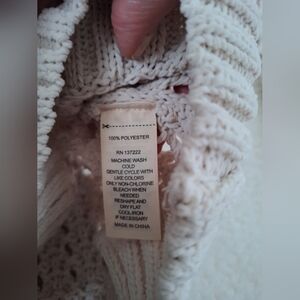 100% POLYESTER
RN 137222
MACHINE WASH
COLD
GENTLE CYCLE WITH
LIKE COLORS
ONLY NON-CHLORINE
BLEACH WHEN
NEEDED
RESHAPE AND
DRY FLAT
COOL IRON
IF NECESSARY
MADE IN CHINA